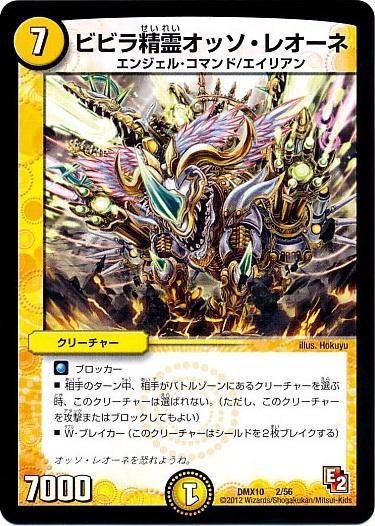 7
せいれい
ビビラ精霊オッソ・レオーネ
エンジェル・コマンド/エイリアン
illus. Hokuyu
クリーチャー
ブロッカー
■ 相手のターン中、相手がバトルゾーンにあるクリーチャーを選ぶ
時、このクリーチャーは選ばれない。(ただし、このクリーチャー
を攻撃またはブロックしてもよい)
■ W・ブレイカー (このクリーチャーはシールドを2枚ブレイクする)
オッソ・レオーネを恐れようね。
7000
1
DMX10 2/56
©2012 Wizards/Shogakukan/Mitsui-Kids
E2